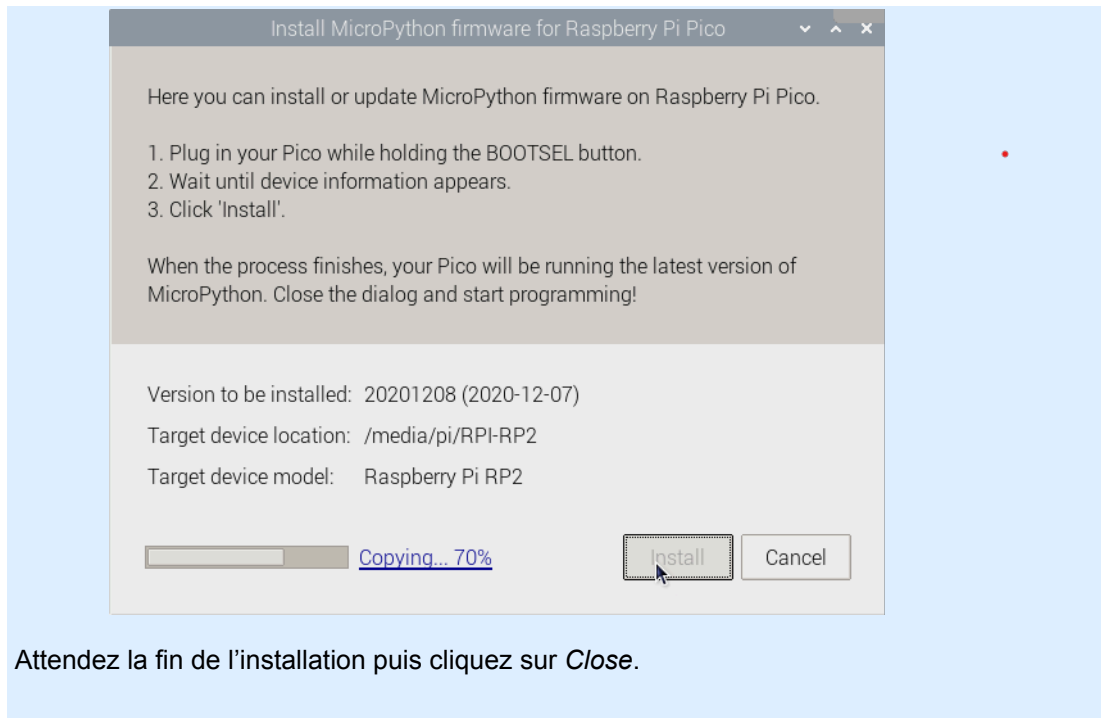 Install MicroPython firmware for Raspberry Pi Pico
Here you can install or update MicroPython firmware on Raspberry Pi Pico.
1. Plug in your Pico while holding the BOOTSEL button.
2. Wait until device information appears.
3. Click 'Install'.
When the process finishes, your Pico will be running the latest version of
MicroPython. Close the dialog and start programming!
Version to be installed: 20201208 (2020-12-07)
Target device location: /media/pi/RPI-RP2
Target device model: Raspberry Pi RP2
Copying... 70% Install Cancel
Attendez la fin de l’installation puis cliquez sur Close.